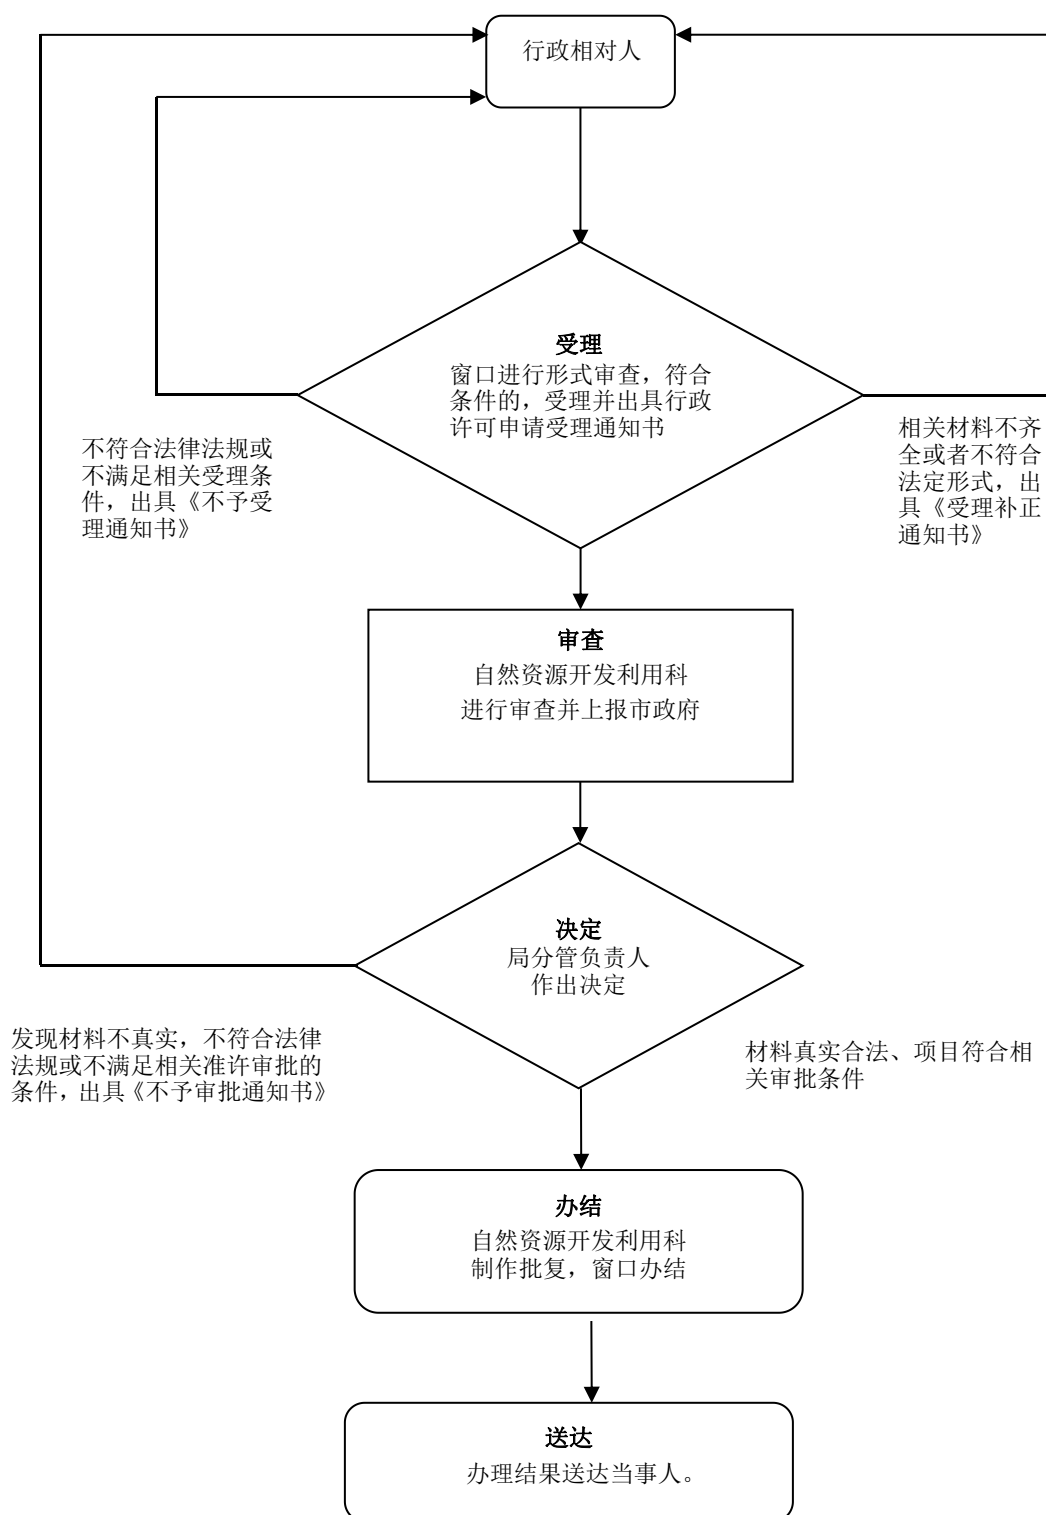 行政相对人
受理
窗口进行形式审查，符合
条件的，受理并出具行政
许可申请受理通知书
不符合法律法规或
不满足相关受理条
件，出具《不予受
理通知书》
相关材料不齐
全或者不符合
法定形式，出
具《受理补正
通知书》
审查
自然资源开发利用科
进行审查并上报市政府
决定
局分管负责人
作出决定
发现材料不真实，不符合法律
法规或不满足相关准许审批的
条件，出具《不予审批通知书》
材料真实合法、项目符合相
关审批条件
办结
自然资源开发利用科
制作批复，窗口办结
送达
办理结果送达当事人。